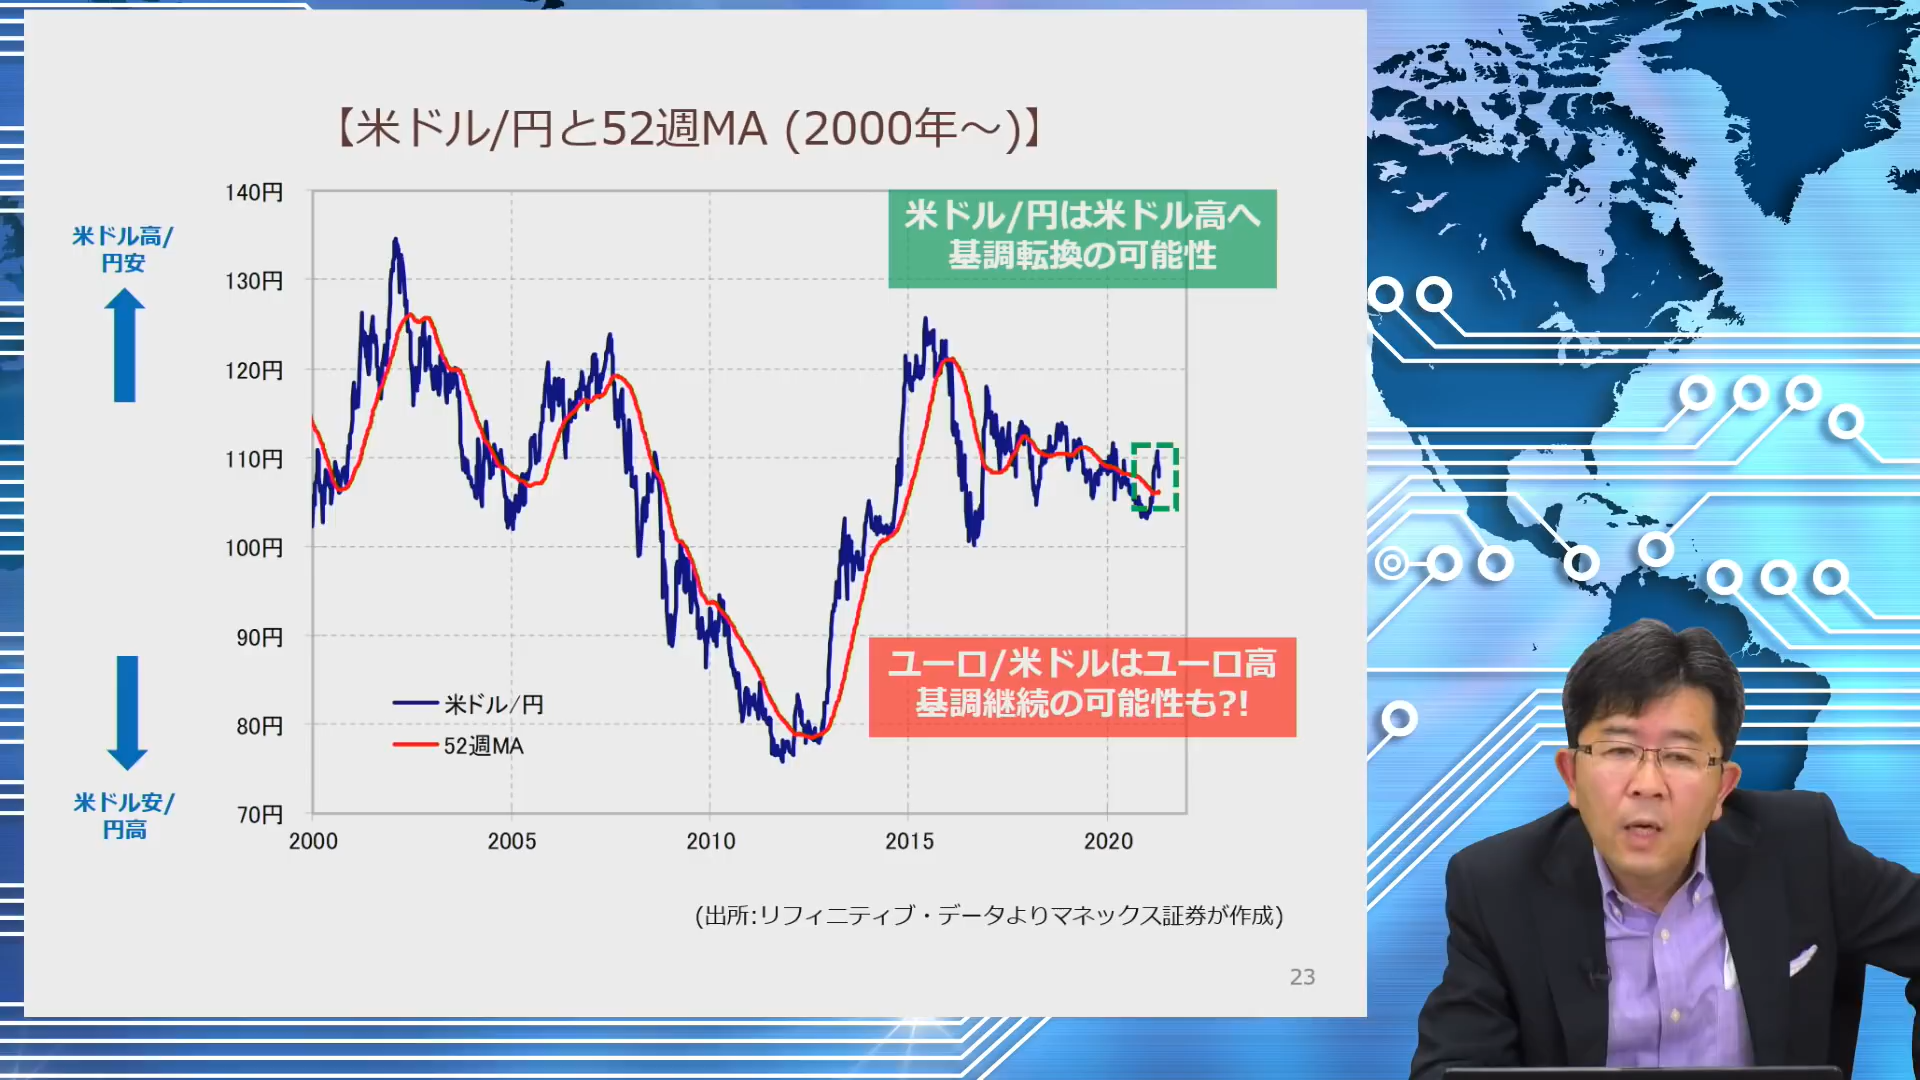 【米ドル/円と52週MA (2000年～)】
米ドル高/
円安
米ドル安/
円高
140円
130円
120円
110円
100円
90円
80円
70円
2000
2005
2010
2015
2020
米ドル/円は米ドル高へ
基調転換の可能性
ユーロ/米ドルはユーロ高
基調継続の可能性も?!
米ドル/円
52週MA
(出所:リフィニティブ・データよりマネックス証券が作成)
23